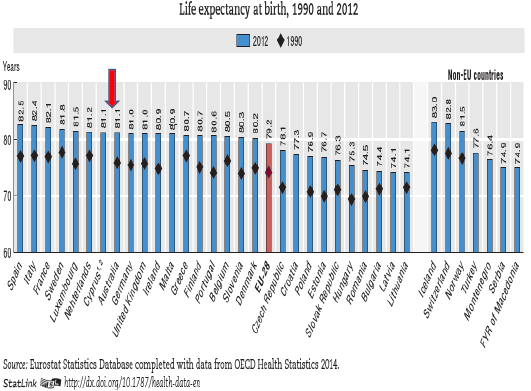 Life expectancy at birth, 1990 and 2012
2012 1990
Years
Non-EU countries
90
80
70
60
82.5 82.4 82.1 81.8 81.5 81.2 81.1 81.1 81.0 81.0 80.9 80.9 80.7 80.7 80.6 80.5 80.3 80.2 79.2 78.1 77.3 76.9 76.7 76.3 75.3 74.5 74.4 74.1 74.1 83.0 82.8 81.5 77.6 76.4 74.9 74.9
Spain
Italy
France
Sweden
Luxembourg
Netherlands
Cyprus 1, 2
Australia
Germany
United Kingdom
Ireland
Malta
Greece
Finland
Portugal
Belgium
Slovenia
Denmark
EU-28
Czech Republic
Croatia
Poland
Estonia
Slovak Republic
Hungary
Romania
Bulgaria
Latvia
Lithuania
Iceland
Switzerland
Norway
Turkey
Montenegro
Serbia
FYR of Macedonia
Source: Eurostat Statistics Database completed with data from OECD Health Statistics 2014.
StatLink http://dx.doi.org/10.1787/health-data-en